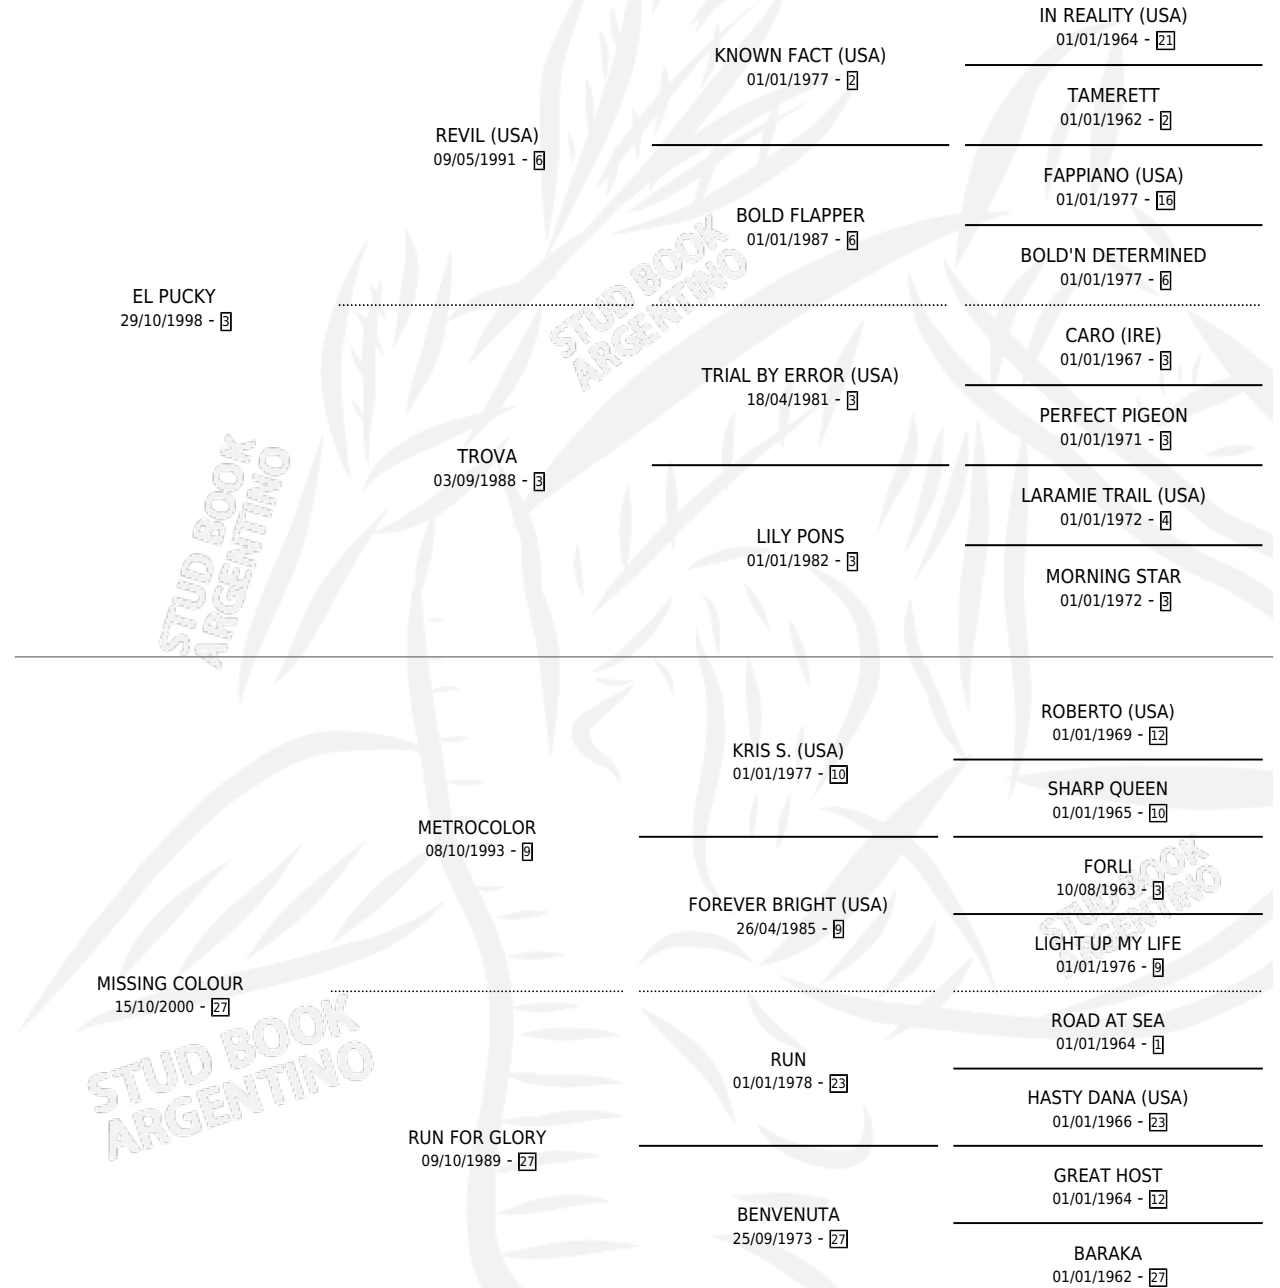 IN REALITY (USA)
01/01/1964 - 21
KNOWN FACT (USA)
01/01/1977 - 2
TAMERETT
01/01/1962 - 2
REVIL (USA)
09/05/1991 - 6
FAPPIANO (USA)
01/01/1977 - 16
BOLD FLAPPER
01/01/1987 - 6
BOLD'N DETERMINED
01/01/1977 - 6
EL PUCKY
29/10/1998 - 3
STUD BOOK
ARGENTINO
CARO (IRE)
01/01/1967 - 3
TRIAL BY ERROR (USA)
18/04/1981 - 3
PERFECT PIGEON
01/01/1971 - 3
TROVA
03/09/1988 - 3
LARAMIE TRAIL (USA)
01/01/1972 - 4
LILY PONS
01/01/1982 - 3
MORNING STAR
01/01/1972 - 3
STUD BOOK
ARGENTINO
ROBERTO (USA)
01/01/1969 - 12
KRIS S. (USA)
01/01/1977 - 10
SHARP QUEEN
01/01/1965 - 10
METROCOLOR
08/10/1993 - 9
FORLI
10/08/1963 - 3
FOREVER BRIGHT (USA)
26/04/1985 - 9
STUD BOOK
ARGENTINO
LIGHT UP MY LIFE
01/01/1976 - 9
MISSING COLOUR
15/10/2000 - 27
STUD BOOK
ARGENTINO
ROAD AT SEA
01/01/1964 - 1
RUN
01/01/1978 - 23
HASTY DANA (USA)
01/01/1966 - 23
RUN FOR GLORY
09/10/1989 - 27
GREAT HOST
01/01/1964 - 12
BENVENUTA
25/09/1973 - 27
BARAKA
01/01/1962 - 27